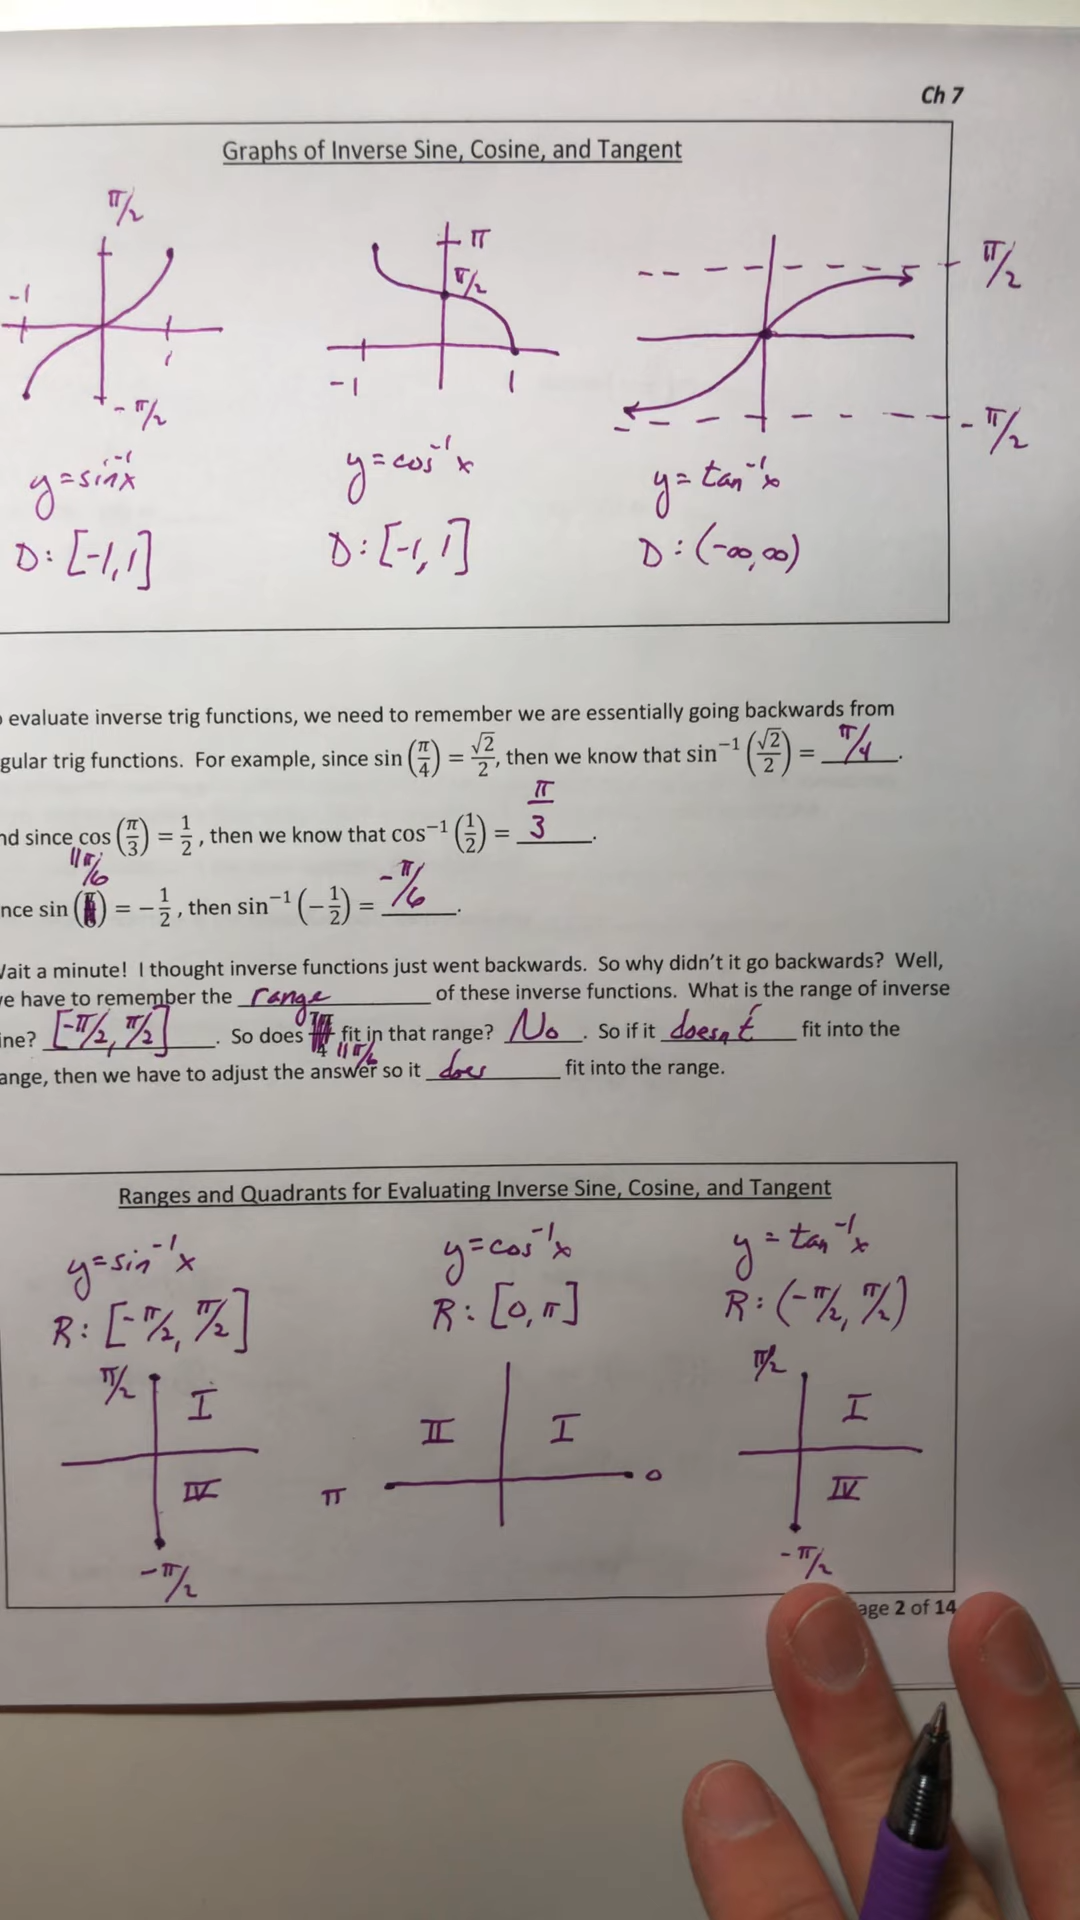 Ch 7
Graphs of Inverse Sine, Cosine, and Tangent
π/2
-1
1
-π/2
y=sin⁻¹x
D: [-1,1]
π
π/2
-1
1
y=cos⁻¹x
D: [-1,1]
π/2
-π/2
y=tan⁻¹x
D: (-∞,∞)
evaluate inverse trig functions, we need to remember we are essentially going backwards from
gular trig functions. For example, since sin(π/4) = √2/2, then we know that sin⁻¹(√2/2) = π/4.
nd since cos(π/3) = 1/2, then we know that cos⁻¹(1/2) = π/3.
11π/6
nce sin( ) = -1/2, then sin⁻¹(-1/2) = -π/6.
Wait a minute! I thought inverse functions just went backwards. So why didn't it go backwards? Well,
ve have to remember the range of these inverse functions. What is the range of inverse
ine? [-π/2, π/2]. So does fit in that range? No. So if it doesn't fit into the
11π/6
ange, then we have to adjust the answer so it does fit into the range.
Ranges and Quadrants for Evaluating Inverse Sine, Cosine, and Tangent
y=sin⁻¹x
R: [-π/2, π/2]
π/2
I
IV
-π/2
y=cos⁻¹x
R: [0,π]
II
I
π
0
y=tan⁻¹x
R: (-π/2, π/2)
π/2
I
IV
-π/2
age 2 of 14